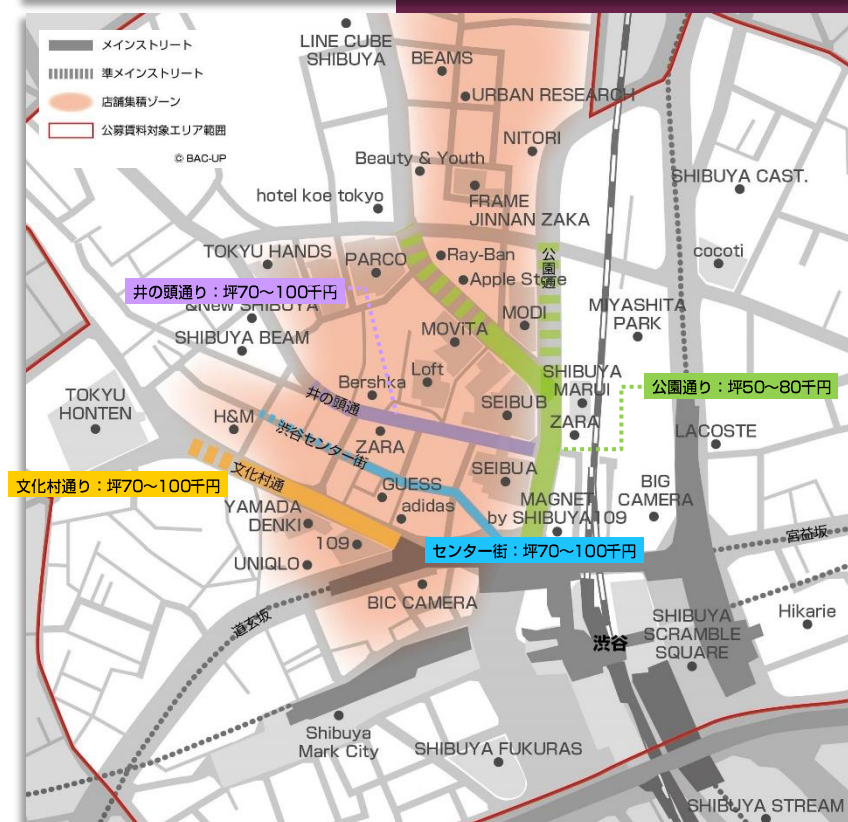 メインストリート
準メインストリート
店舗集積ゾーン
公募賃料対象エリア範囲
© BAC-UP
LINE CUBE
SHIBUYA
BEAMS
URBAN RESEARCH
NITORI
Beauty & Youth
hotel koe tokyo
FRAME
JINNAN ZAKA
SHIBUYA CAST.
cocoti
TOKYU HANDS
PARCO
Ray-Ban
Apple Store
公園通
井の頭通り：坪70〜100千円
&New SHIBUYA
SHIBUYA BEAM
MODI
MOViTA
MIYASHITA
PARK
Loft
Bershka
SHIBUYA
MARUI
公園通り：坪50〜80千円
TOKYU
HONTEN
H&M
井の頭通
SEIBUB
ZARA
ZARA
LACOSTE
渋谷センター街
文化村通
SEIBUA
文化村通り：坪70〜100千円
GUESS
adidas
MAGNET
by SHIBUYA109
BIG
CAMERA
YAMADA
DENKI
109
センター街：坪70〜100千円
宮益坂
UNIQLO
BIC CAMERA
道玄坂
渋谷
SHIBUYA
SCRAMBLE
SQUARE
Hikarie
Shibuya
Mark City
SHIBUYA FUKURAS
SHIBUYA STREAM